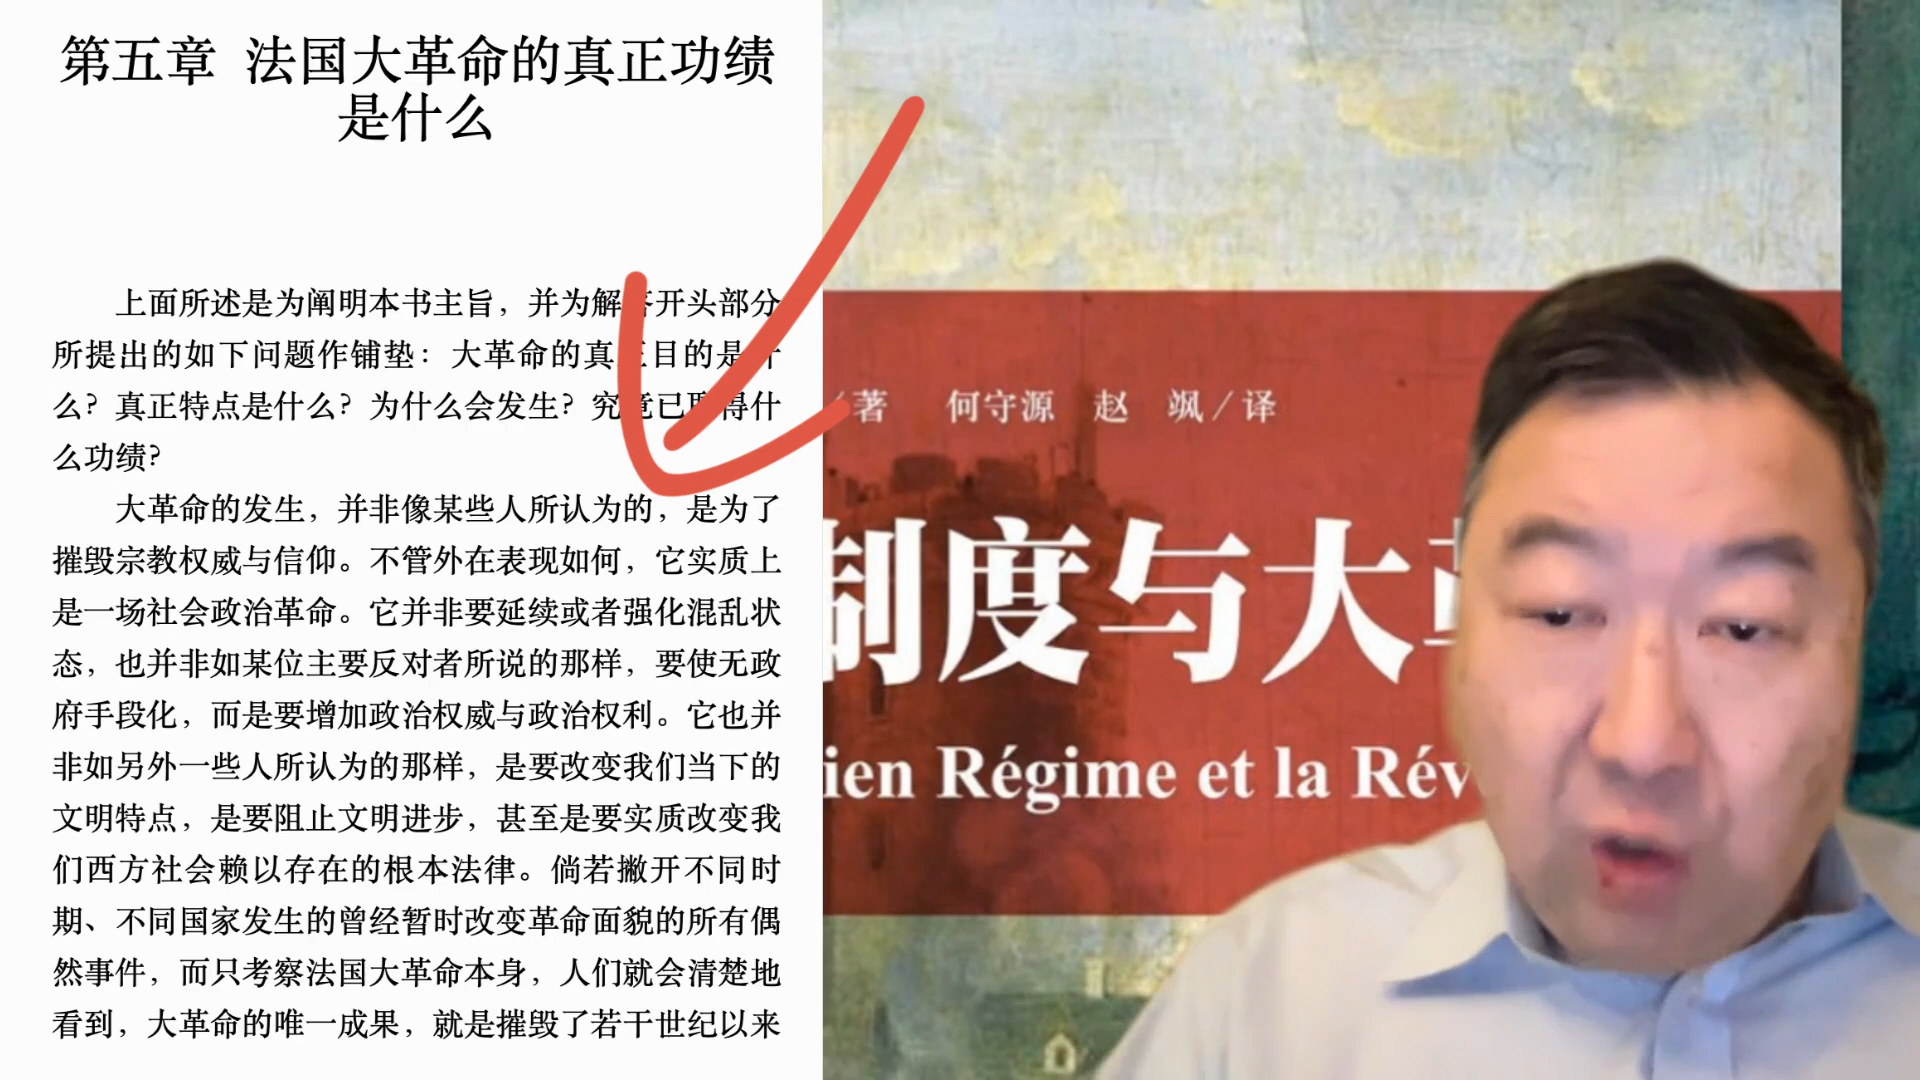 第五章 法国大革命的真正功绩
是什么
上面所述是为阐明本书主旨，并为解答开头部分
所提出的如下问题作铺垫：大革命的真正目的是什
么？真正特点是什么？为什么会发生？究竟已取得什
么功绩？
大革命的发生，并非像某些人所认为的，是为了
摧毁宗教权威与信仰。不管外在表现如何，它实质上
是一场社会政治革命。它并非要延续或者强化混乱状
态，也并非如某位主要反对者所说的那样，要使无政
府手段化，而是要增加政治权威与政治权利。它也并
非如另外一些人所认为的那样，是要改变我们当下的
文明特点，是要阻止文明进步，甚至是要实质改变我
们西方社会赖以存在的根本法律。倘若撇开不同时
期、不同国家发生的曾经暂时改变革命面貌的所有偶
然事件，而只考察法国大革命本身，人们就会清楚地
看到，大革命的唯一成果，就是摧毁了若干世纪以来
/著 何守源 赵飒/译
制度与大
ien Régime et la Rév